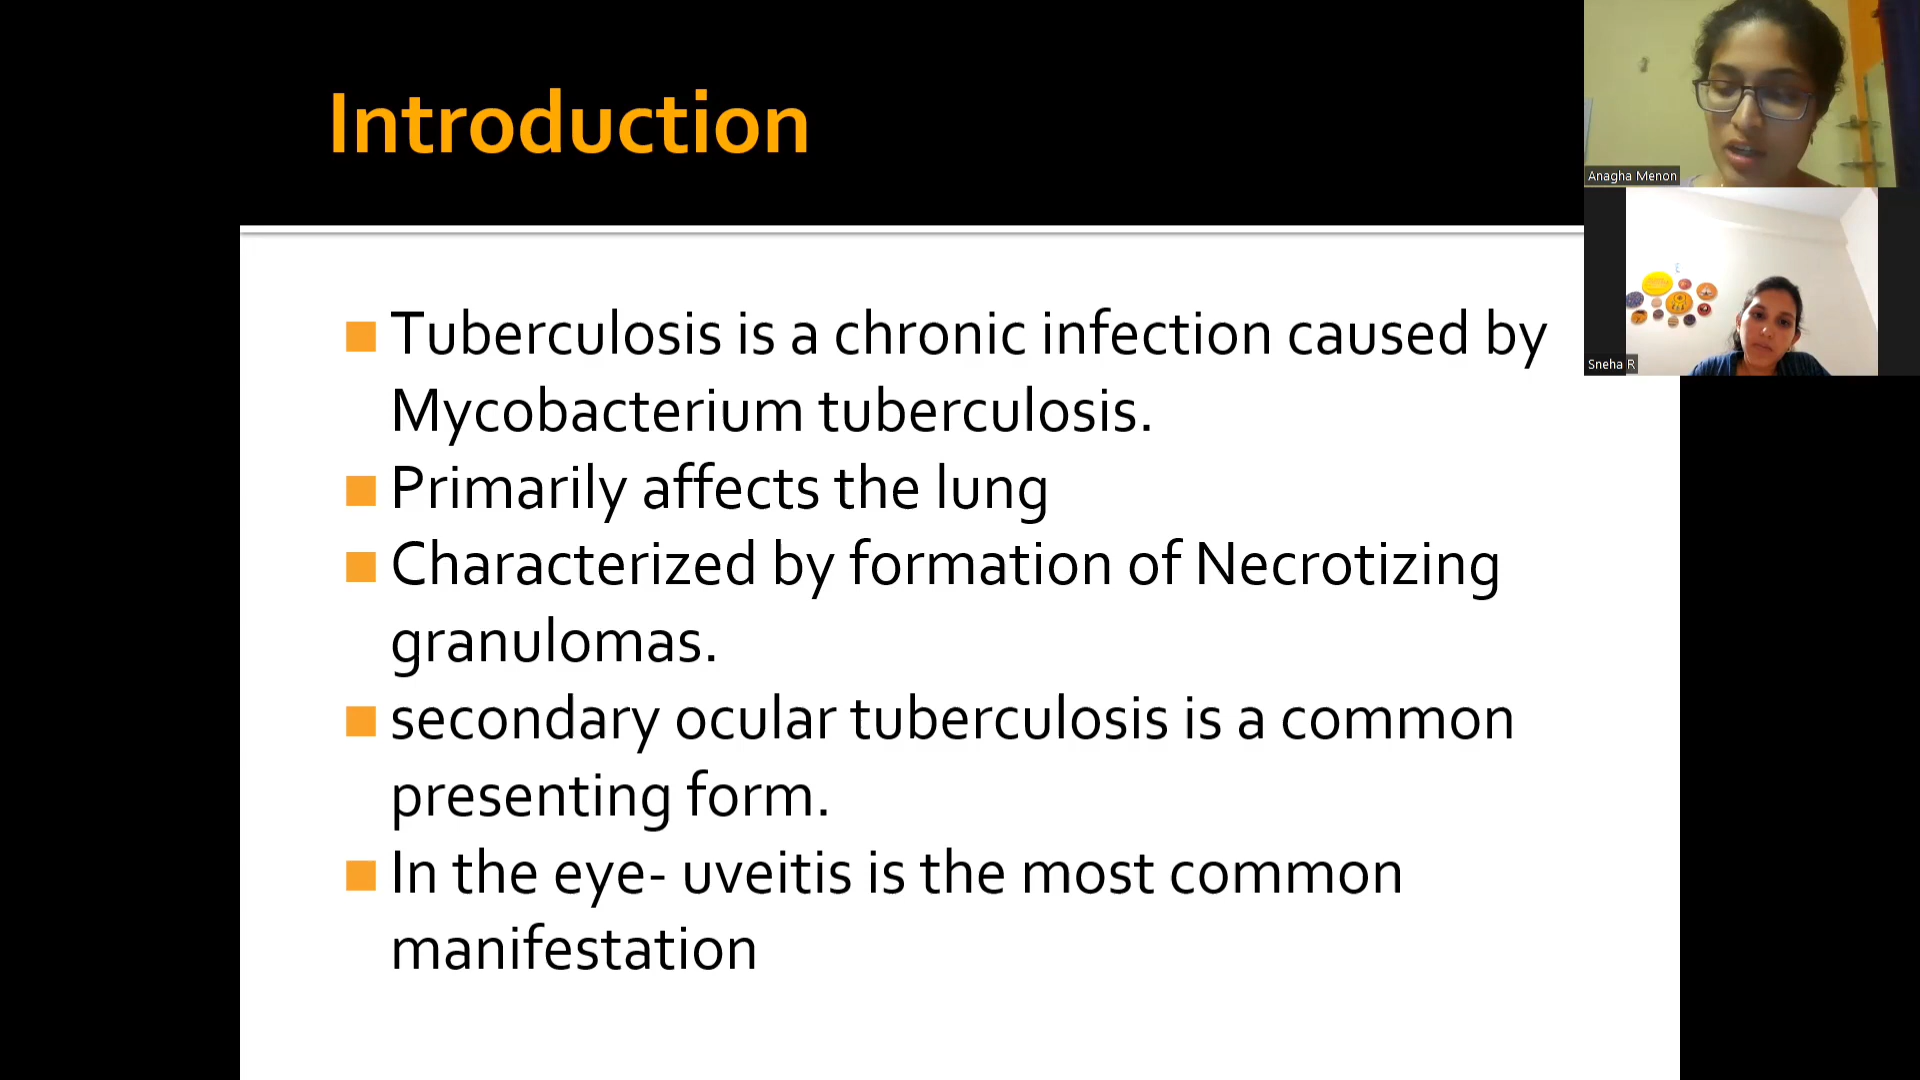 Introduction
Tuberculosis is a chronic infection caused by
Mycobacterium tuberculosis.
Primarily affects the lung
Characterized by formation of Necrotizing
granulomas.
secondary ocular tuberculosis is a common
presenting form.
In the eye- uveitis is the most common
manifestation
Anagha Menon
Sneha R